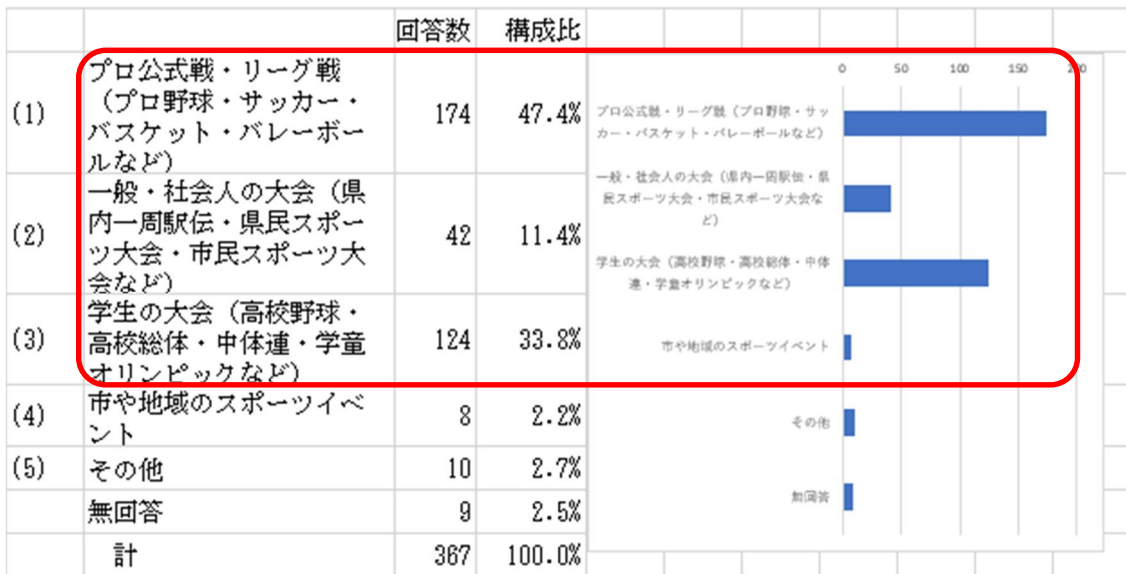 回答数 構成比
(1) プロ公式戦・リーグ戦
（プロ野球・サッカー・
バスケット・バレーボー
ルなど） 174 47.4%
(2) 一般・社会人の大会（県
内一周駅伝・県民スポー
ツ大会・市民スポーツ大
会など） 42 11.4%
(3) 学生の大会（高校野球・
高校総体・中体連・学童
オリンピックなど） 124 33.8%
(4) 市や地域のスポーツイベ
ント 8 2.2%
(5) その他 10 2.7%
無回答 9 2.5%
計 367 100.0%
0 50 100 150 200
プロ公式戦・リーグ戦（プロ野球・サッ
カー・バスケット・バレーボールなど）
一般・社会人の大会（県内一周駅伝・県
民スポーツ大会・市民スポーツ大会な
ど）
学生の大会（高校野球・高校総体・中体
連・学童オリンピックなど）
市や地域のスポーツイベント
その他
無回答